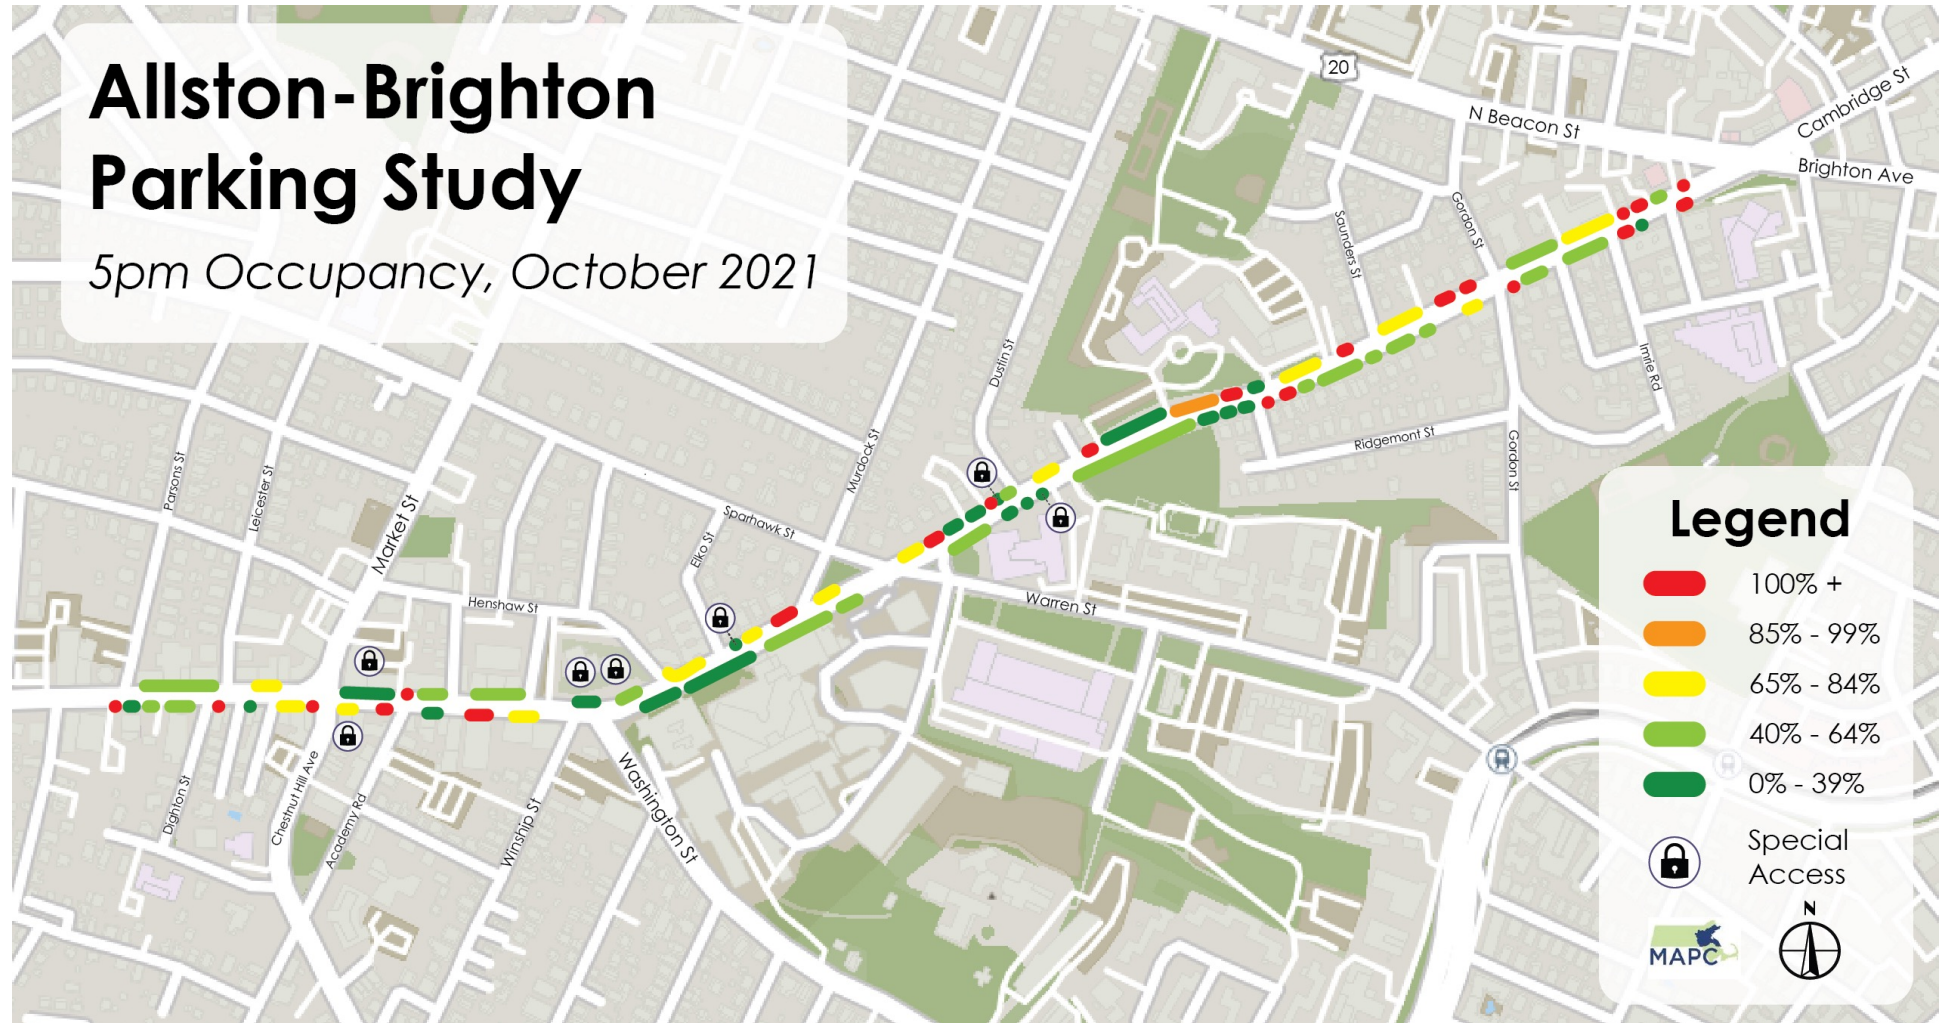 Allston-Brighton
Parking Study
5pm Occupancy, October 2021
20
N Beacon St
Cambridge St
Brighton Ave
Gordon St
Saunders St
Dustin St
Imrie Rd
Ridgemont St
Gordon St
Murdock St
Parsons St
Leicester St
Market St
Sparhawk St
Elko St
Henshaw St
Warren St
Dighton St
Chestnut Hill Ave
Academy Rd
Winship St
Washington St
Legend
100% +
85% - 99%
65% - 84%
40% - 64%
0% - 39%
Special
Access
MAPC
N